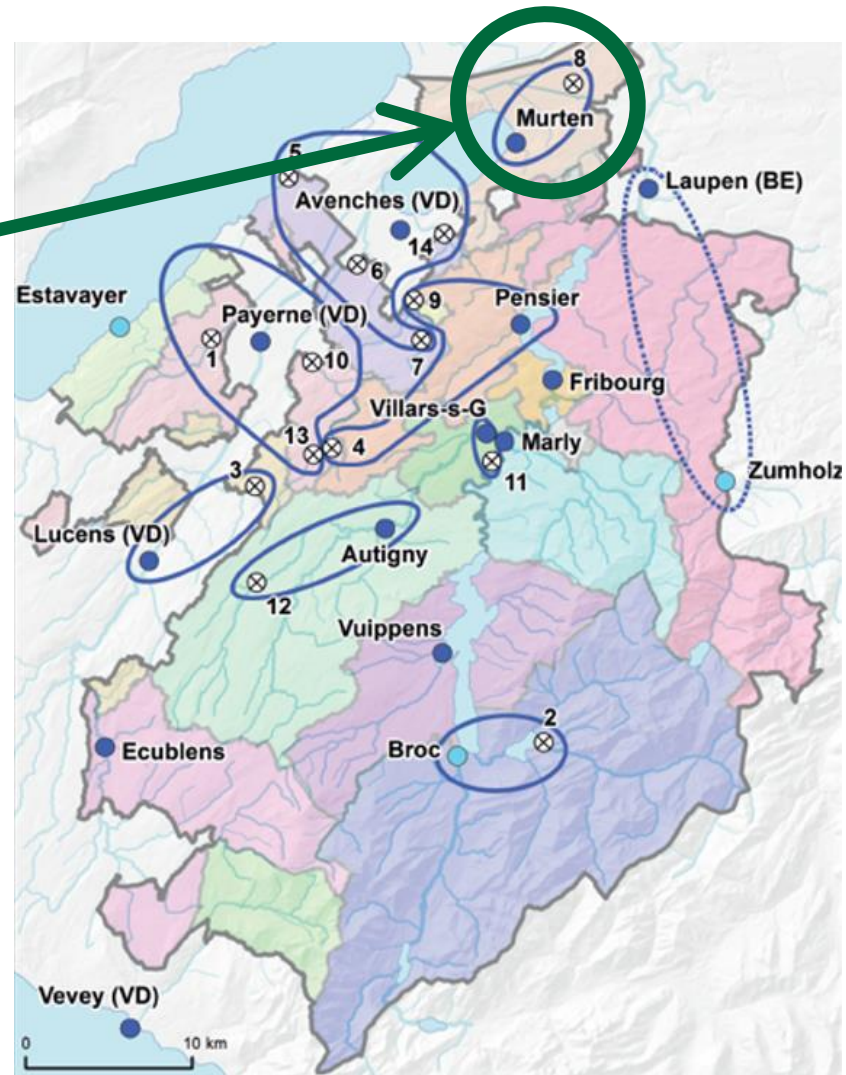 8
Murten
5
Laupen (BE)
Avenches (VD)
14
6
Estavayer
9
Pensier
Payerne (VD)
1
10
7
Fribourg
Villars-s-G
13
4
Marly
3
11
Zumholz
Lucens (VD)
Autigny
12
Vuippens
2
Ecublens
Broc
Vevey (VD)
0
10 km